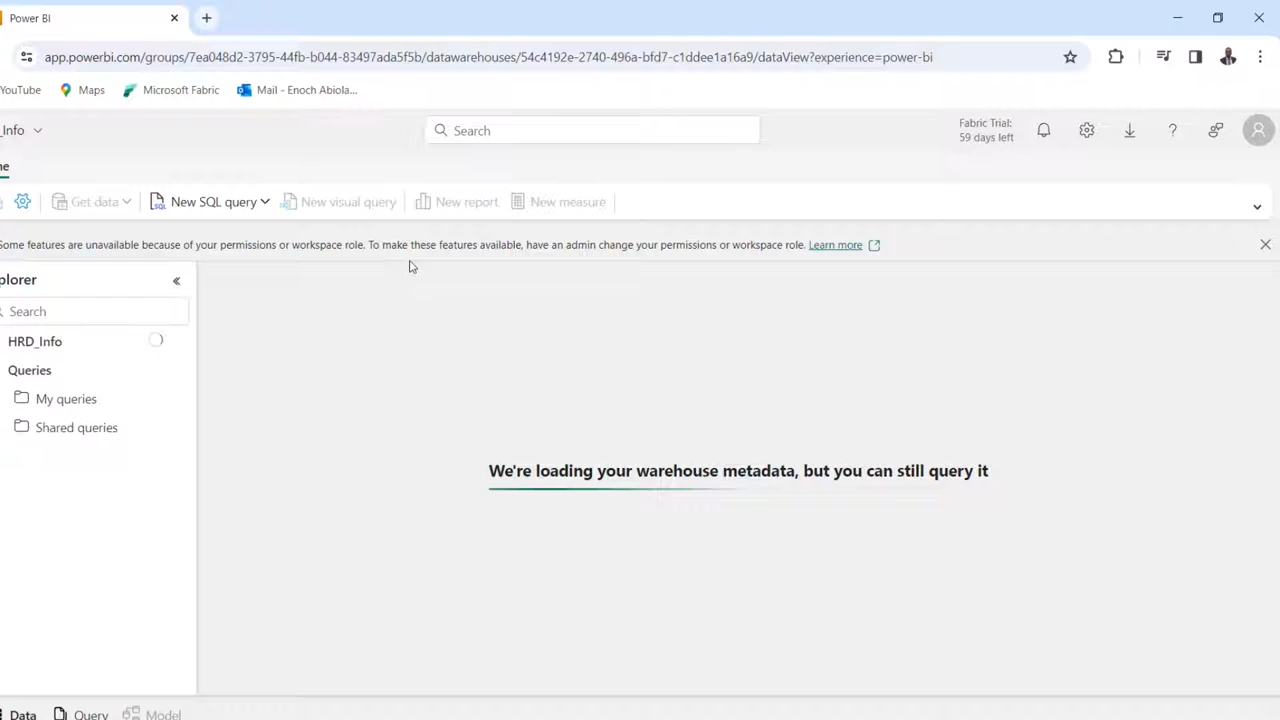 Power BI
app.powerbi.com/groups/7ea048d2-3795-44fb-b044-83497ada5f5b/datawarehouses/54c4192e-2740-496a-bfd7-c1ddee1a16a9/dataView?experience=power-bi
YouTube Maps Microsoft Fabric Mail - Enoch Abiola...
_Info Search Fabric Trial:
59 days left
ne
Get data New SQL query New visual query New report New measure
Some features are unavailable because of your permissions or workspace role. To make these features available, have an admin change your permissions or workspace role. Learn more
plorer
Search
HRD_Info
Queries
My queries
Shared queries
We're loading your warehouse metadata, but you can still query it
Data Query Model